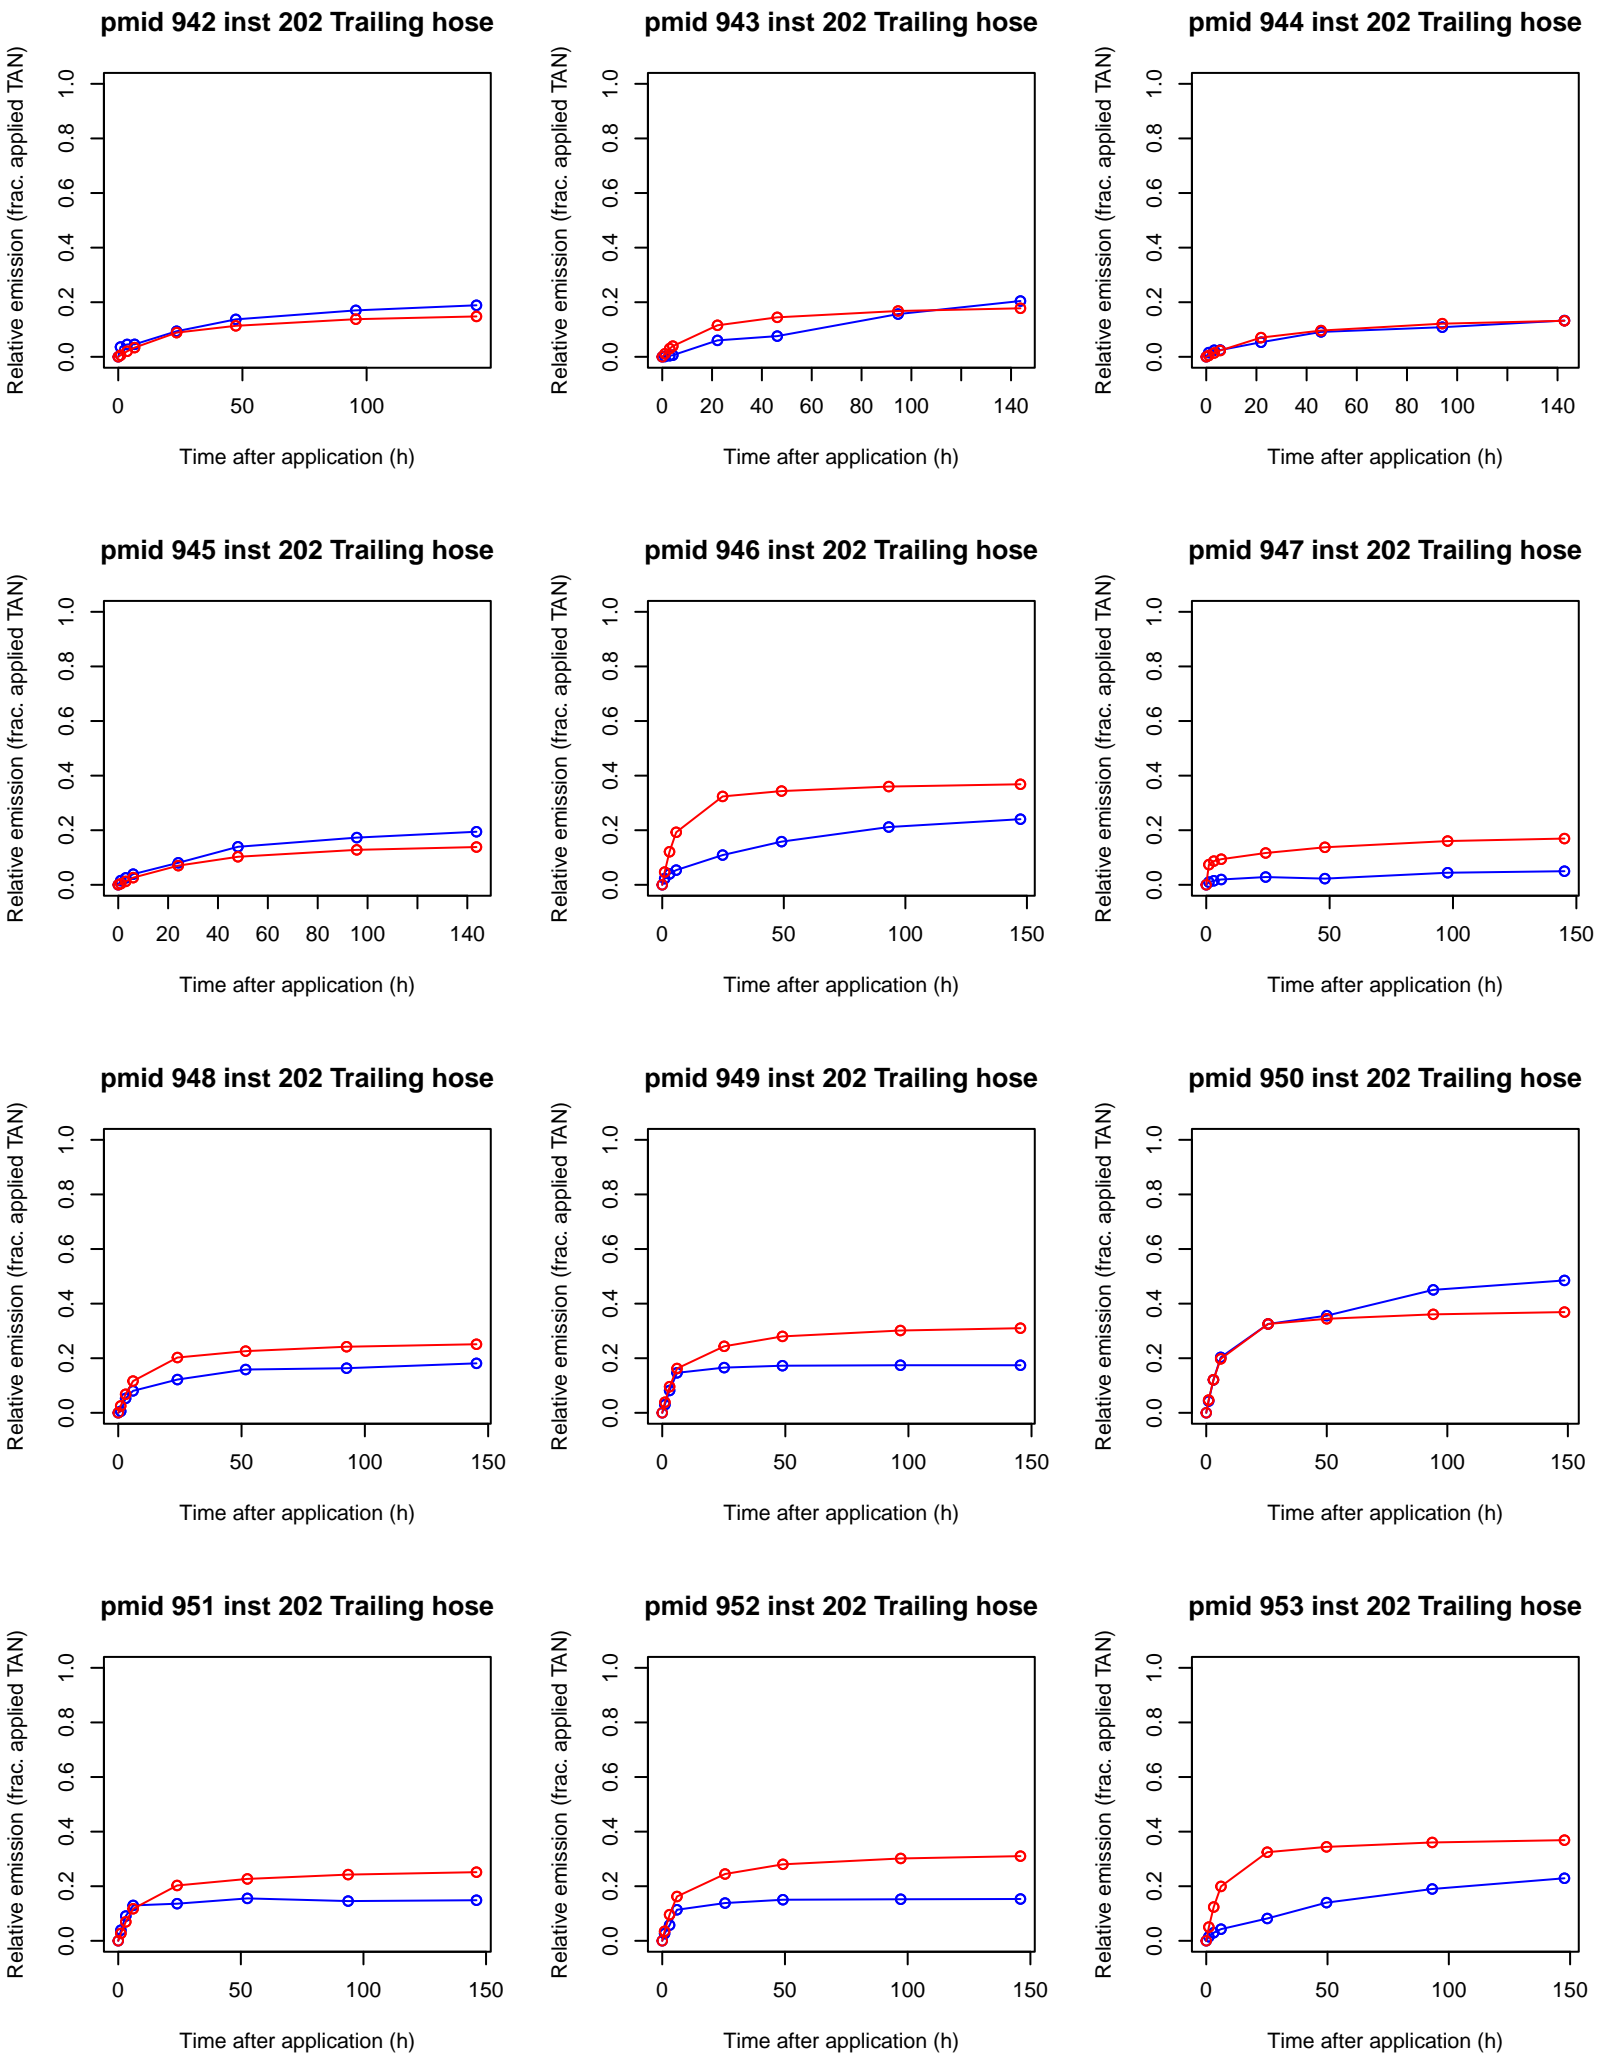 pmid 942 inst 202 Trailing hose
Relative emission (frac. applied TAN)
0.0 0.2 0.4 0.6 0.8 1.0
0 50 100
Time after application (h)
pmid 943 inst 202 Trailing hose
Relative emission (frac. applied TAN)
0.0 0.2 0.4 0.6 0.8 1.0
0 20 40 60 80 100 140
Time after application (h)
pmid 944 inst 202 Trailing hose
Relative emission (frac. applied TAN)
0.0 0.2 0.4 0.6 0.8 1.0
0 20 40 60 80 100 140
Time after application (h)
pmid 945 inst 202 Trailing hose
Relative emission (frac. applied TAN)
0.0 0.2 0.4 0.6 0.8 1.0
0 20 40 60 80 100 140
Time after application (h)
pmid 946 inst 202 Trailing hose
Relative emission (frac. applied TAN)
0.0 0.2 0.4 0.6 0.8 1.0
0 50 100 150
Time after application (h)
pmid 947 inst 202 Trailing hose
Relative emission (frac. applied TAN)
0.0 0.2 0.4 0.6 0.8 1.0
0 50 100 150
Time after application (h)
pmid 948 inst 202 Trailing hose
Relative emission (frac. applied TAN)
0.0 0.2 0.4 0.6 0.8 1.0
0 50 100 150
Time after application (h)
pmid 949 inst 202 Trailing hose
Relative emission (frac. applied TAN)
0.0 0.2 0.4 0.6 0.8 1.0
0 50 100 150
Time after application (h)
pmid 950 inst 202 Trailing hose
Relative emission (frac. applied TAN)
0.0 0.2 0.4 0.6 0.8 1.0
0 50 100 150
Time after application (h)
pmid 951 inst 202 Trailing hose
Relative emission (frac. applied TAN)
0.0 0.2 0.4 0.6 0.8 1.0
0 50 100 150
Time after application (h)
pmid 952 inst 202 Trailing hose
Relative emission (frac. applied TAN)
0.0 0.2 0.4 0.6 0.8 1.0
0 50 100 150
Time after application (h)
pmid 953 inst 202 Trailing hose
Relative emission (frac. applied TAN)
0.0 0.2 0.4 0.6 0.8 1.0
0 50 100 150
Time after application (h)